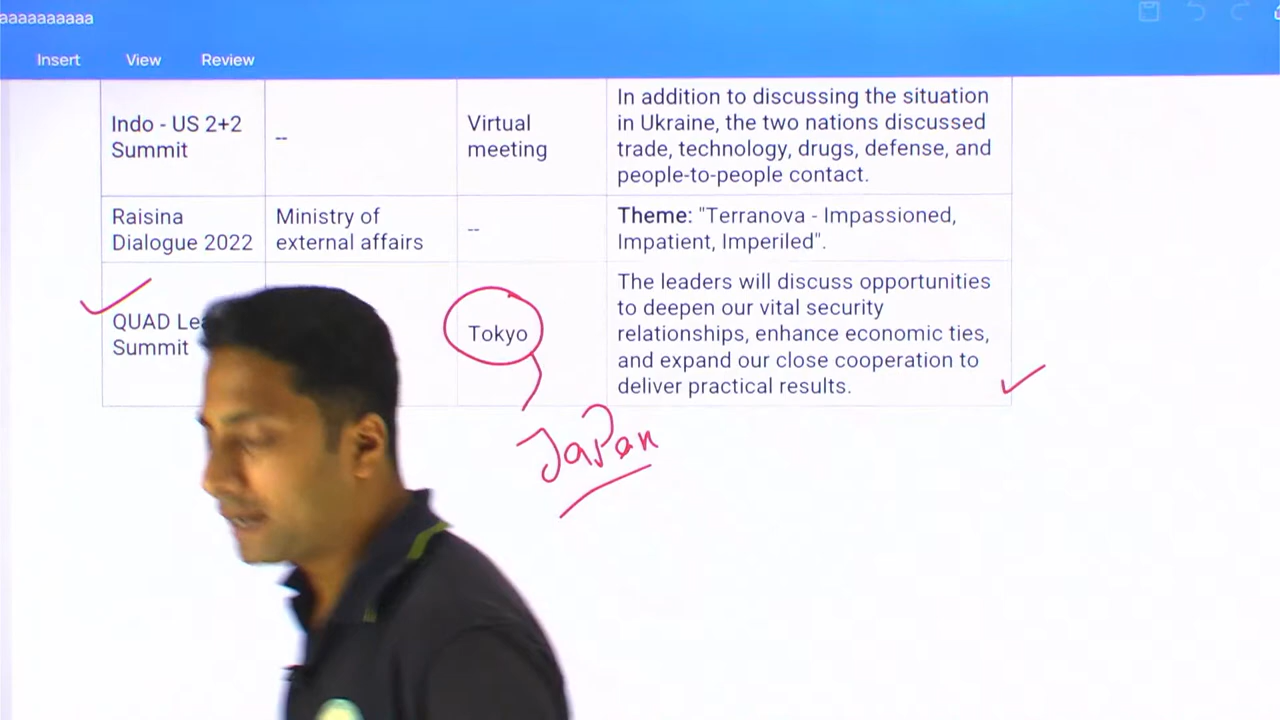 aaaaaaaaaa
Insert View Review
Indo - US 2+2
Summit
--
Virtual
meeting
In addition to discussing the situation
in Ukraine, the two nations discussed
trade, technology, drugs, defense, and
people-to-people contact.
Raisina
Dialogue 2022
Ministry of
external affairs
--
Theme: "Terranova - Impassioned,
Impatient, Imperiled".
QUAD
Summit
Tokyo
The leaders will discuss opportunities
to deepen our vital security
relationships, enhance economic ties,
and expand our close cooperation to
deliver practical results.
JaPan